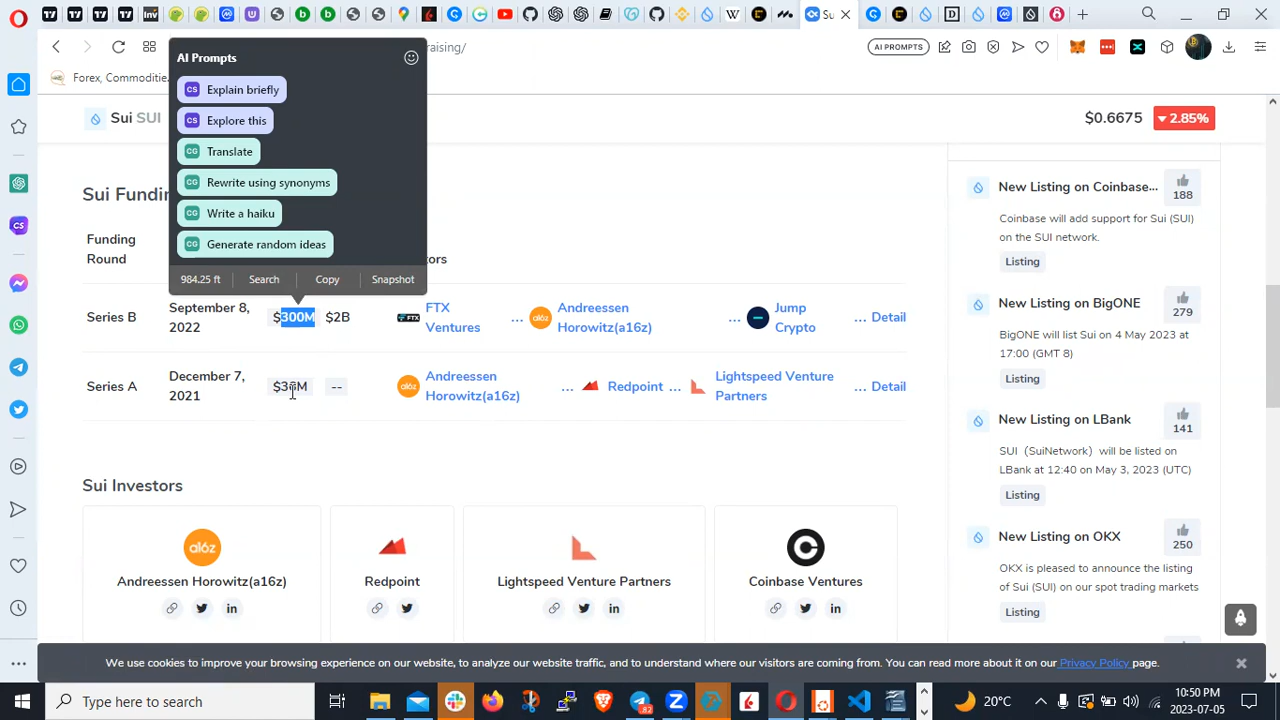 raising/
AI PROMPTS
Forex, Commoditie...
AI Prompts
CS Explain briefly
CS Explore this
CG Translate
CG Rewrite using synonyms
CG Write a haiku
CG Generate random ideas
984.25 ft Search Copy Snapshot
Sui SUI
$0.6675 2.85%
Sui Fundin
Funding
Round
ors
Series B September 8,
2022 $300M $2B FTX
Ventures ... Andreessen
Horowitz(a16z) ... Jump
Crypto ... Detail
Series A December 7,
2021 -- Andreessen
Horowitz(a16z) ... Redpoint ... Lightspeed Venture
Partners ... Detail
Sui Investors
Andreessen Horowitz(a16z) Redpoint Lightspeed Venture Partners Coinbase Ventures
New Listing on Coinbase... 188
Coinbase will add support for Sui (SUI)
on the SUI network.
Listing
New Listing on BigONE 279
BigONE will list Sui on 4 May 2023 at
17:00 (GMT 8)
Listing
New Listing on LBank 141
SUI（SuiNetwork）will be listed on
LBank at 12:40 on May 3, 2023 (UTC)
Listing
New Listing on OKX 250
OKX is pleased to announce the listing
of Sui (SUI) on our spot trading markets
Listing
We use cookies to improve your browsing experience on our website, to analyze our website traffic, and to understand where our visitors are coming from. You can read more about it on our Privacy Policy page.
Type here to search
82
20°C
10:50 PM
2023-07-05